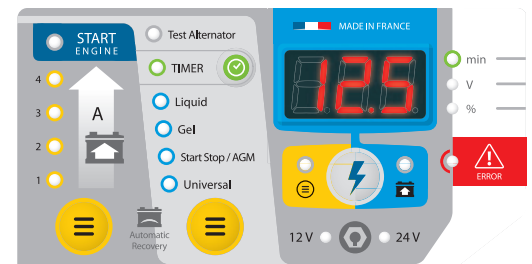 START
ENGINE
4
3
2
1
A
Test Alternator
TIMER
Liquid
Gel
Start Stop / AGM
Universal
Automatic
Recovery
MADE IN FRANCE
12.5
min
V
%
ERROR
12 V
24 V